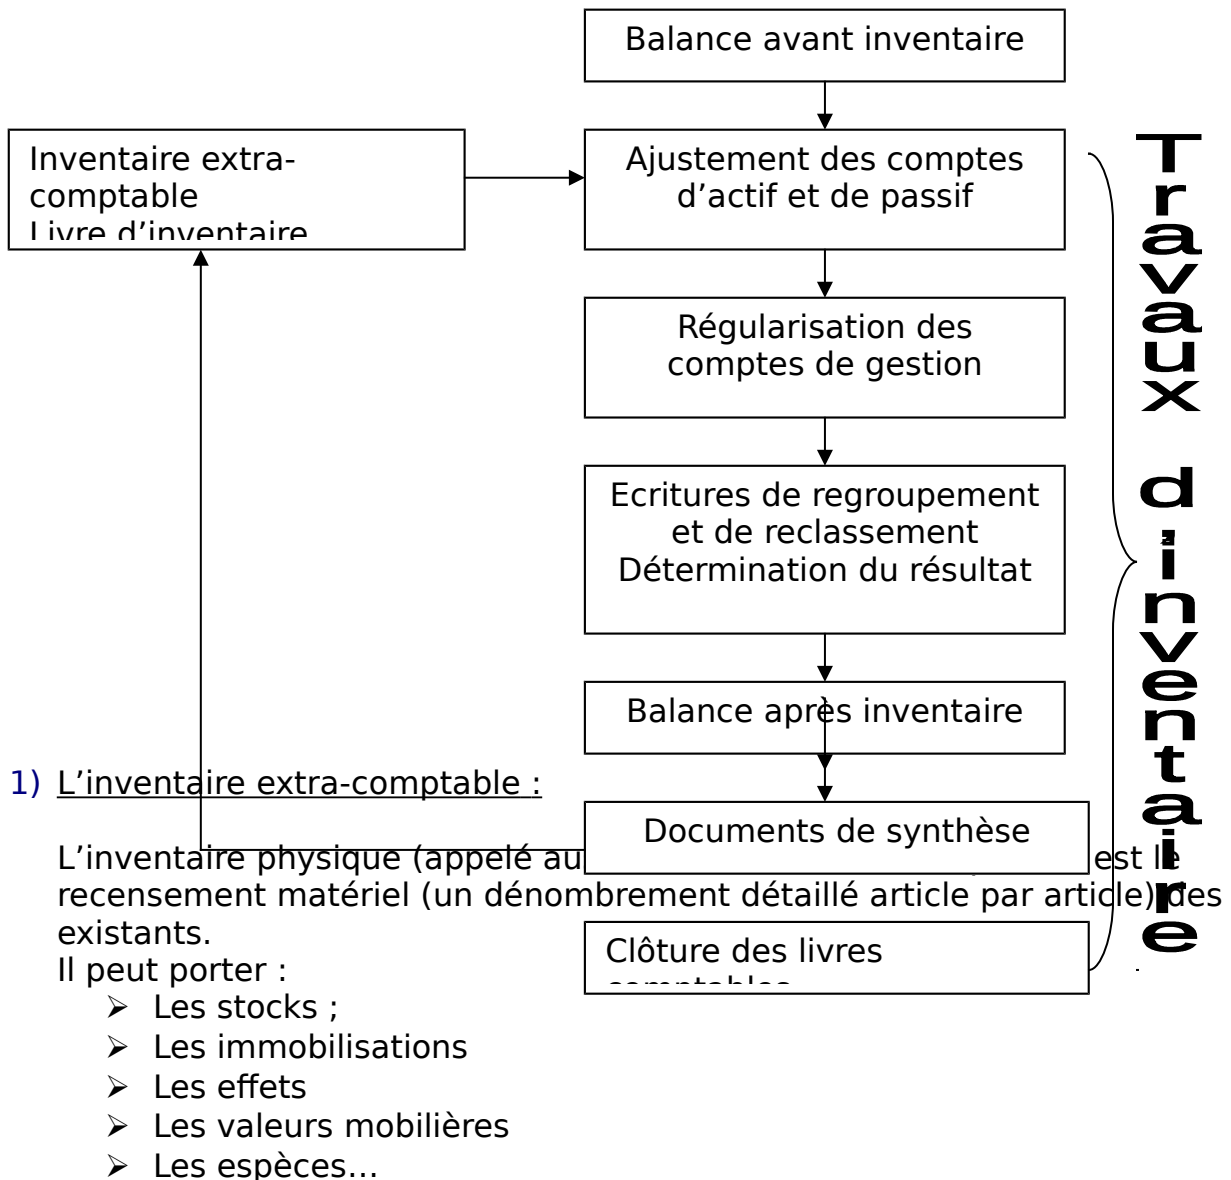 Balance avant inventaire
Inventaire extra-
comptable
Livre d’inventaire
Ajustement des comptes
d’actif et de passif
Régularisation des
comptes de gestion
Ecritures de regroupement
et de reclassement
Détermination du résultat
Balance après inventaire
Documents de synthèse
Clôture des livres
comptables
Travaux d’inventaire
1) L’inventaire extra-comptable :
L’inventaire physique (appelé au est le
recensement matériel (un dénombrement détaillé article par article) des
existants.
Il peut porter :
➢ Les stocks ;
➢ Les immobilisations
➢ Les effets
➢ Les valeurs mobilières
➢ Les espèces…